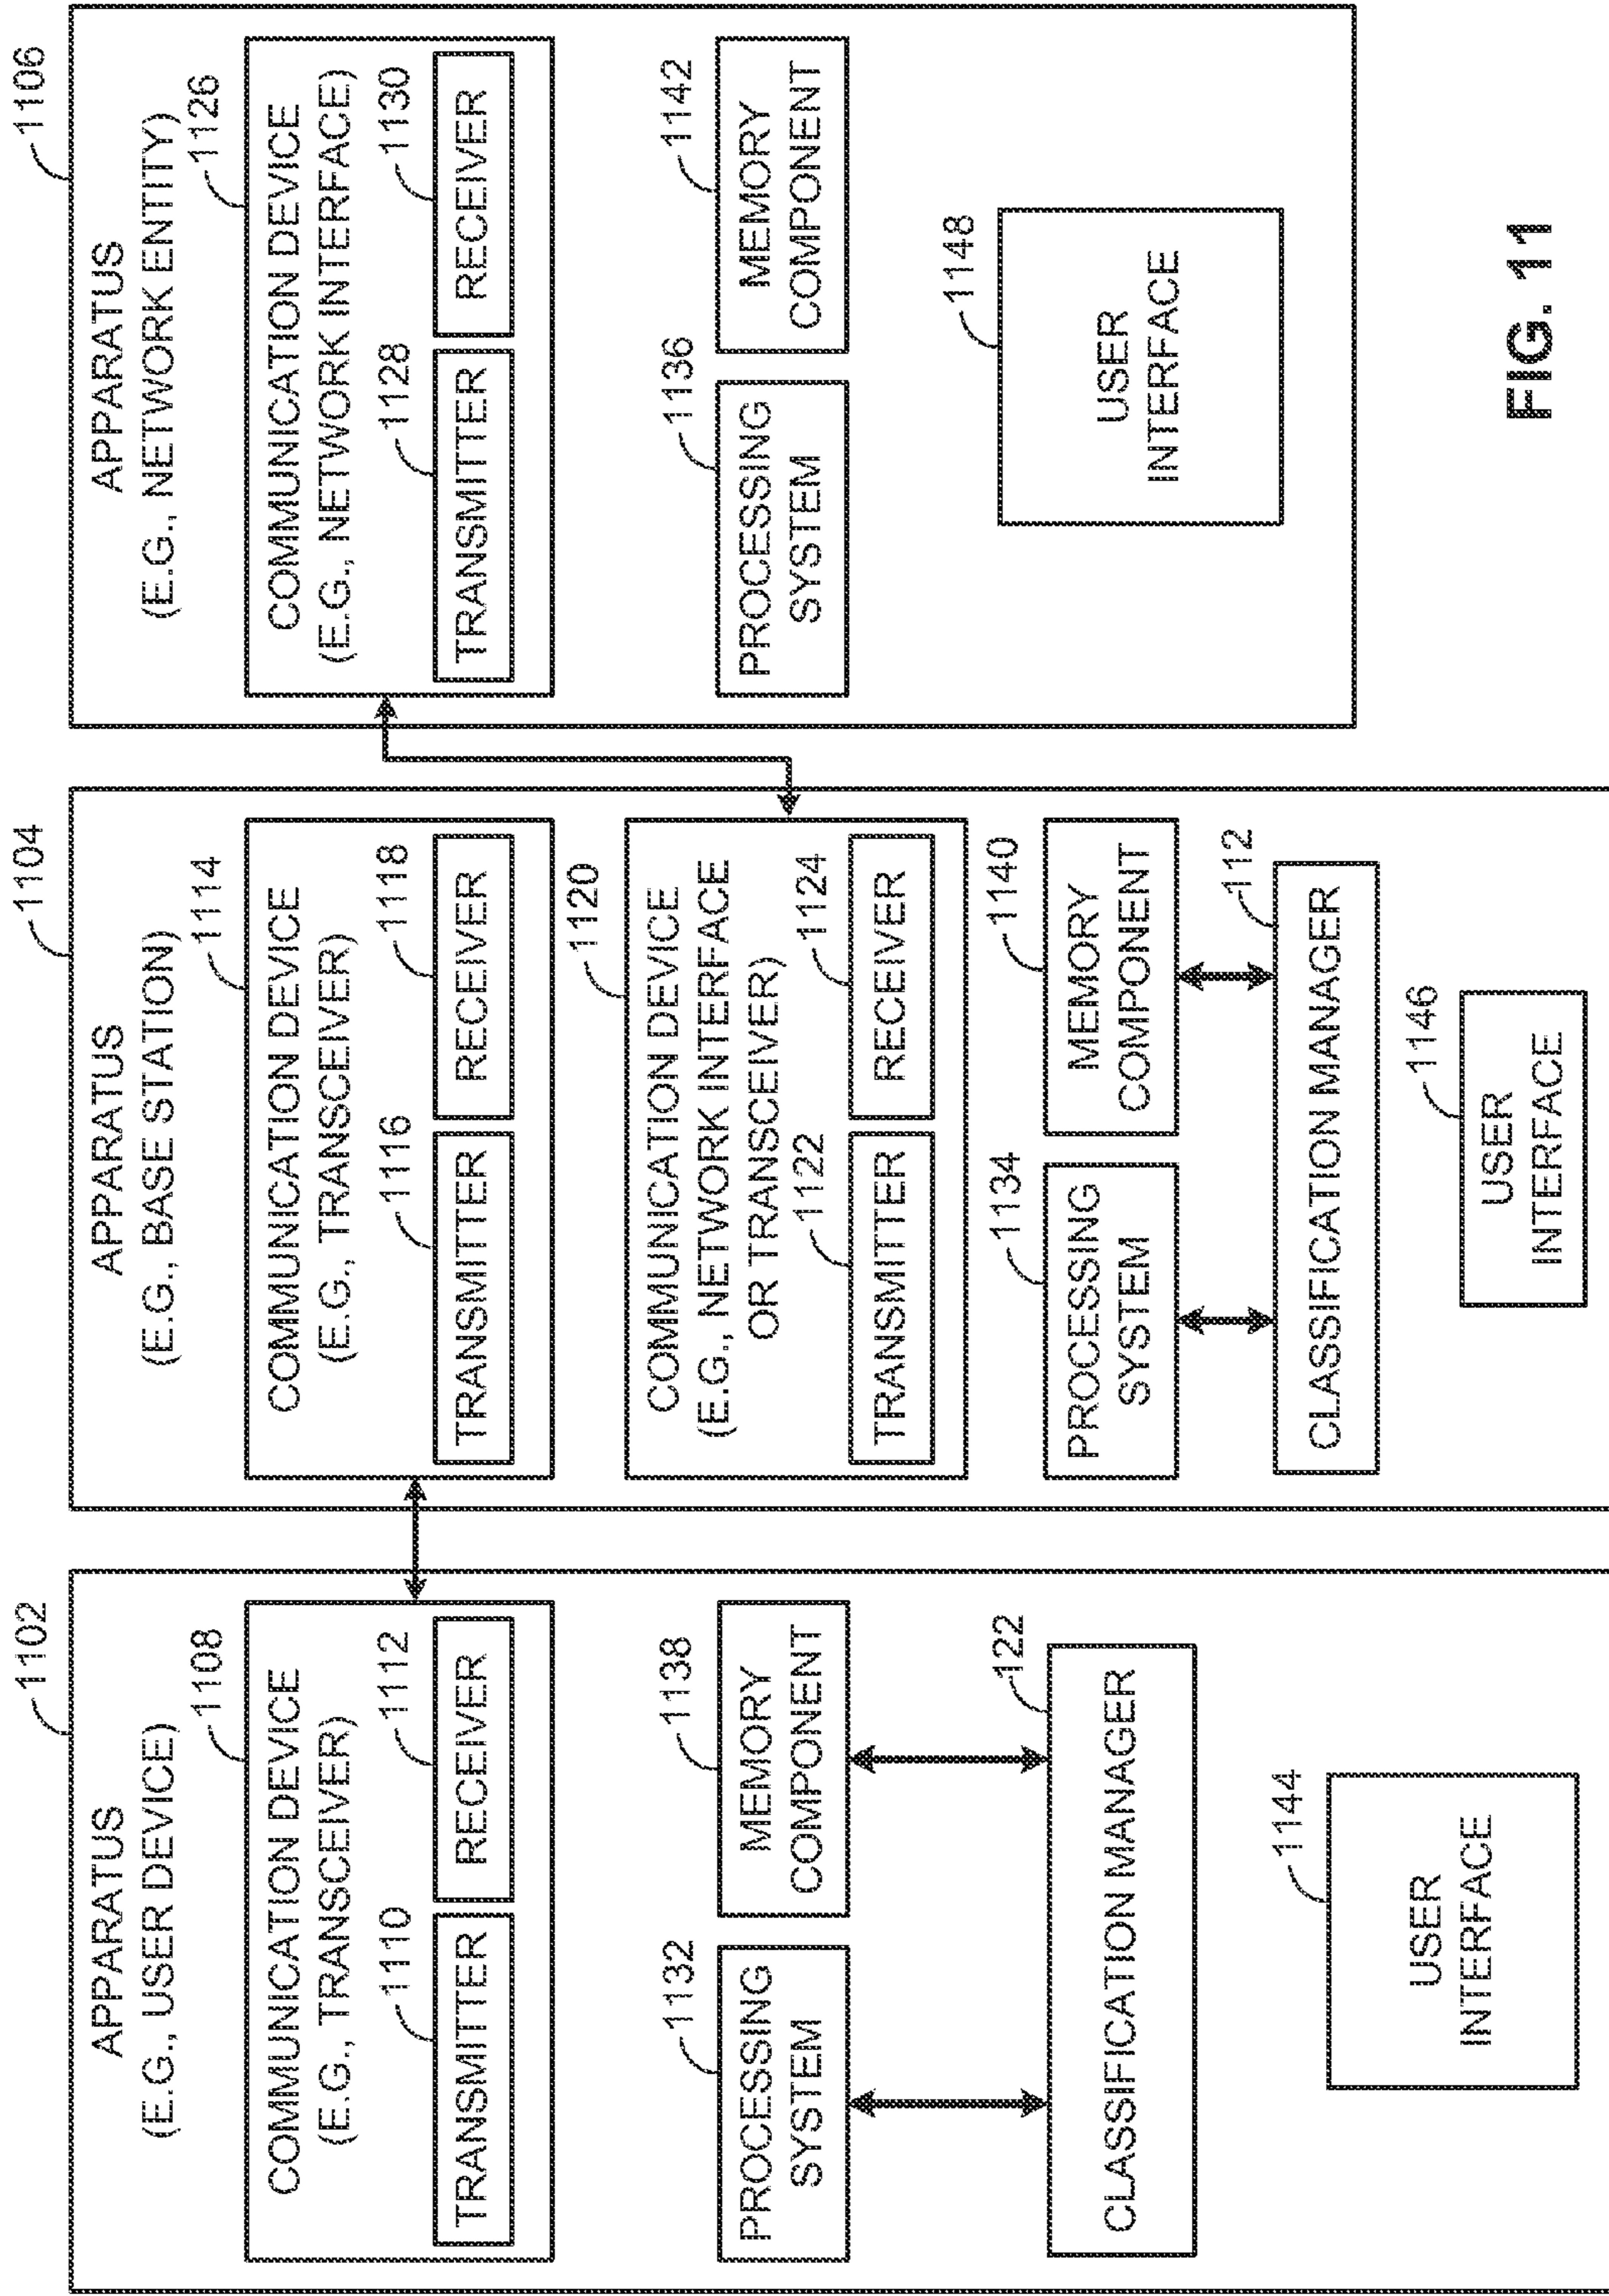 1102
APPARATUS
(E.G., USER DEVICE)
1108
COMMUNICATION DEVICE
(E.G., TRANSCEIVER)
1110
1112
TRANSMITTER
RECEIVER
1132
1138
PROCESSING
SYSTEM
MEMORY
COMPONENT
122
CLASSIFICATION MANAGER
1144
USER
INTERFACE
1104
APPARATUS
(E.G., BASE STATION)
1114
COMMUNICATION DEVICE
(E.G., TRANSCEIVER)
1116
1118
TRANSMITTER
RECEIVER
1120
COMMUNICATION DEVICE
(E.G., NETWORK INTERFACE
OR TRANSCEIVER)
1122
1124
TRANSMITTER
RECEIVER
1134
1140
PROCESSING
SYSTEM
MEMORY
COMPONENT
112
CLASSIFICATION MANAGER
1146
USER
INTERFACE
1106
APPARATUS
(E.G., NETWORK ENTITY)
1126
COMMUNICATION DEVICE
(E.G., NETWORK INTERFACE)
1128
1130
TRANSMITTER
RECEIVER
1136
1142
PROCESSING
SYSTEM
MEMORY
COMPONENT
1148
USER
INTERFACE
FIG. 11